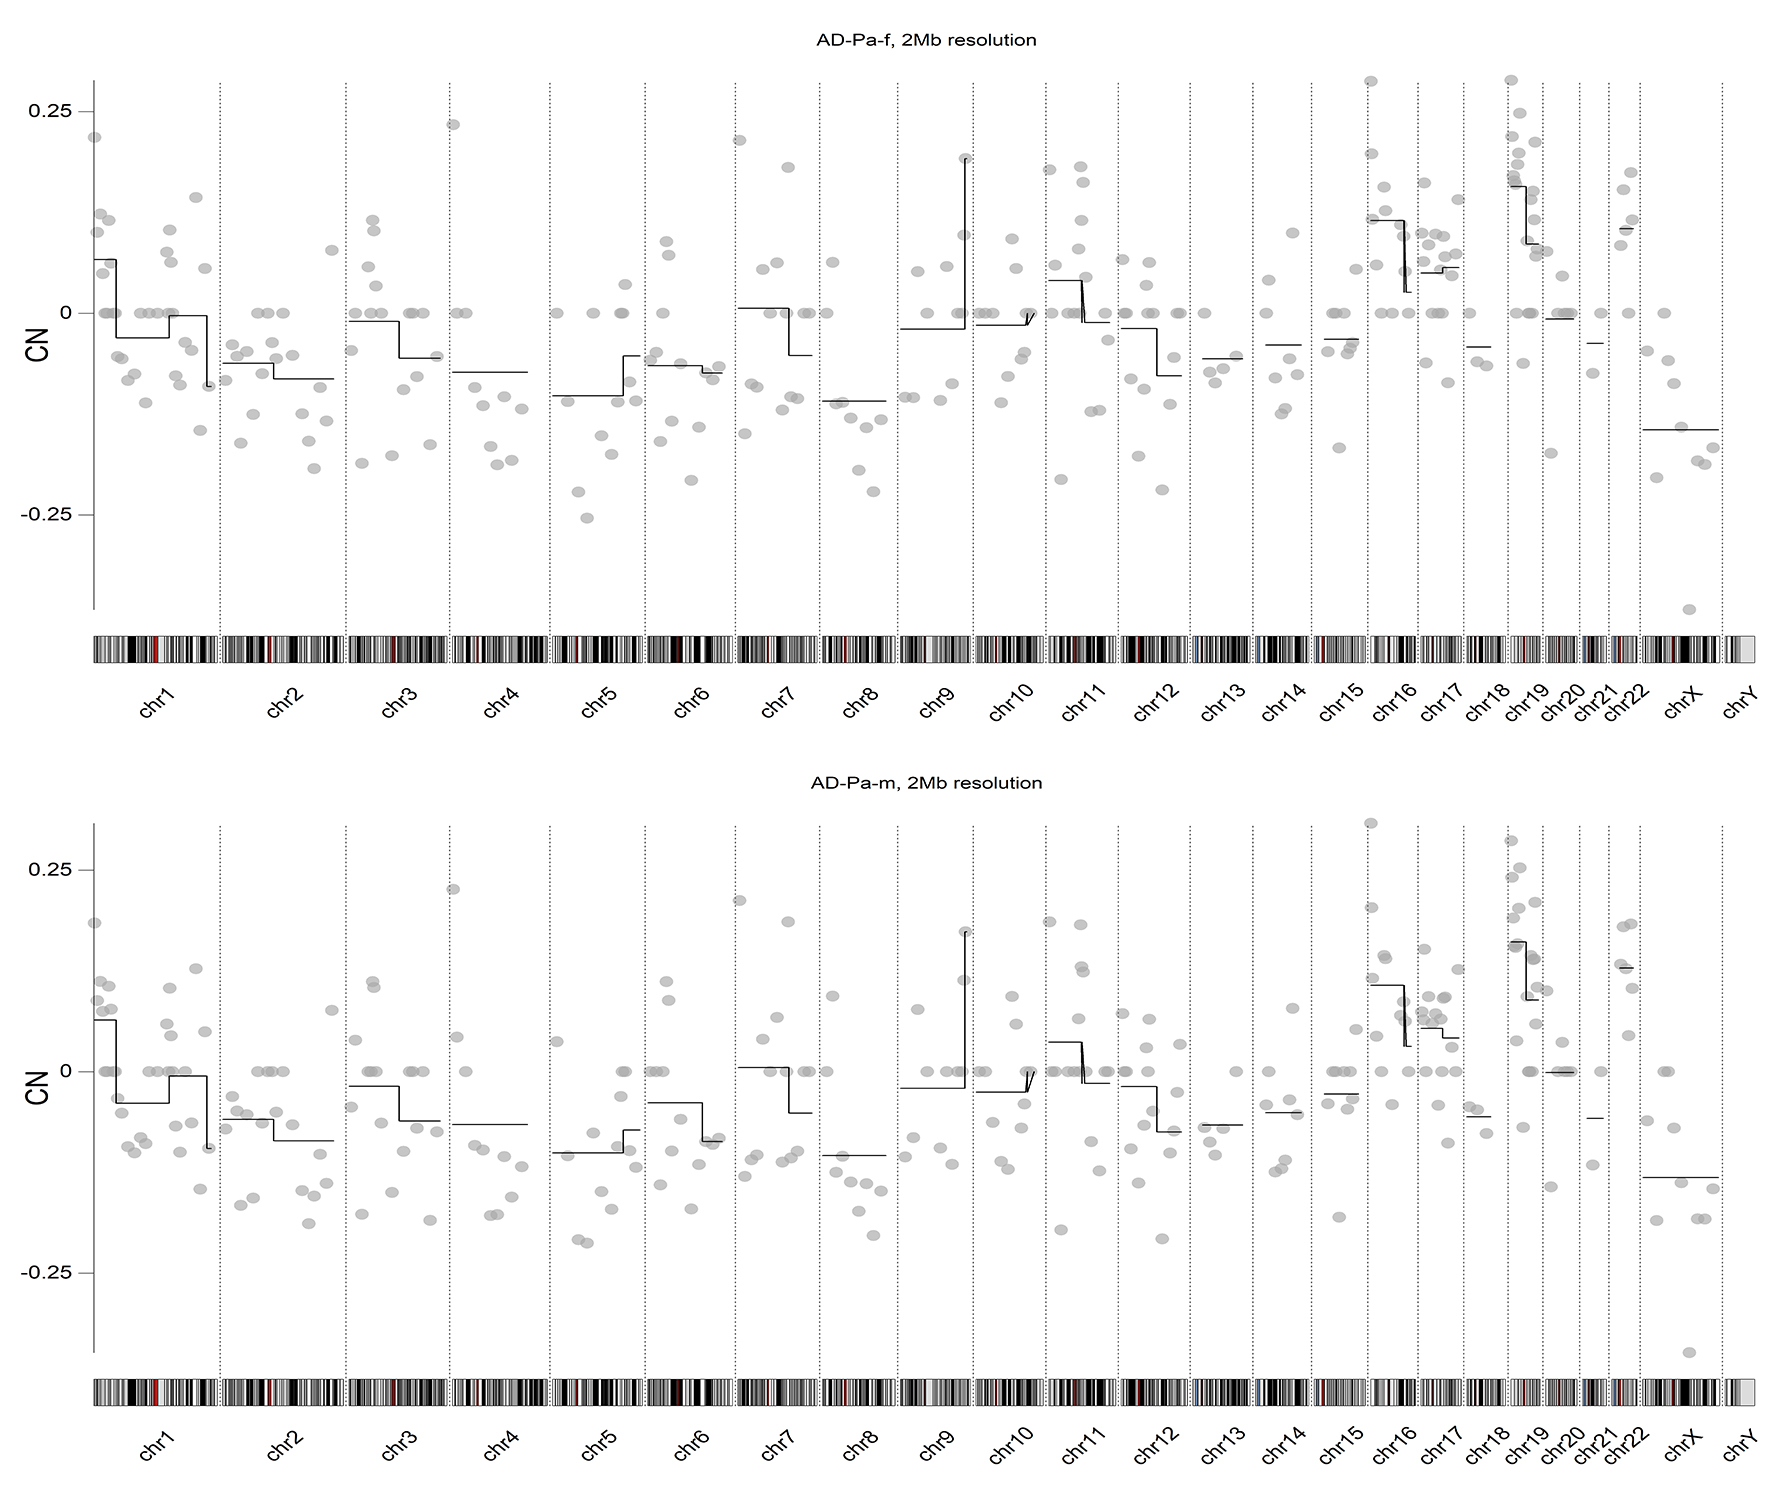 AD-Pa-f, 2Mb resolution
0.25
0
-0.25
CN
chr1 chr2 chr3 chr4 chr5 chr6 chr7 chr8 chr9 chr10 chr11 chr12 chr13 chr14 chr15 chr16 chr17 chr18 chr19 chr20 chr21 chr22 chrX chrY
AD-Pa-m, 2Mb resolution
0.25
0
-0.25
CN
chr1 chr2 chr3 chr4 chr5 chr6 chr7 chr8 chr9 chr10 chr11 chr12 chr13 chr14 chr15 chr16 chr17 chr18 chr19 chr20 chr21 chr22 chrX chrY